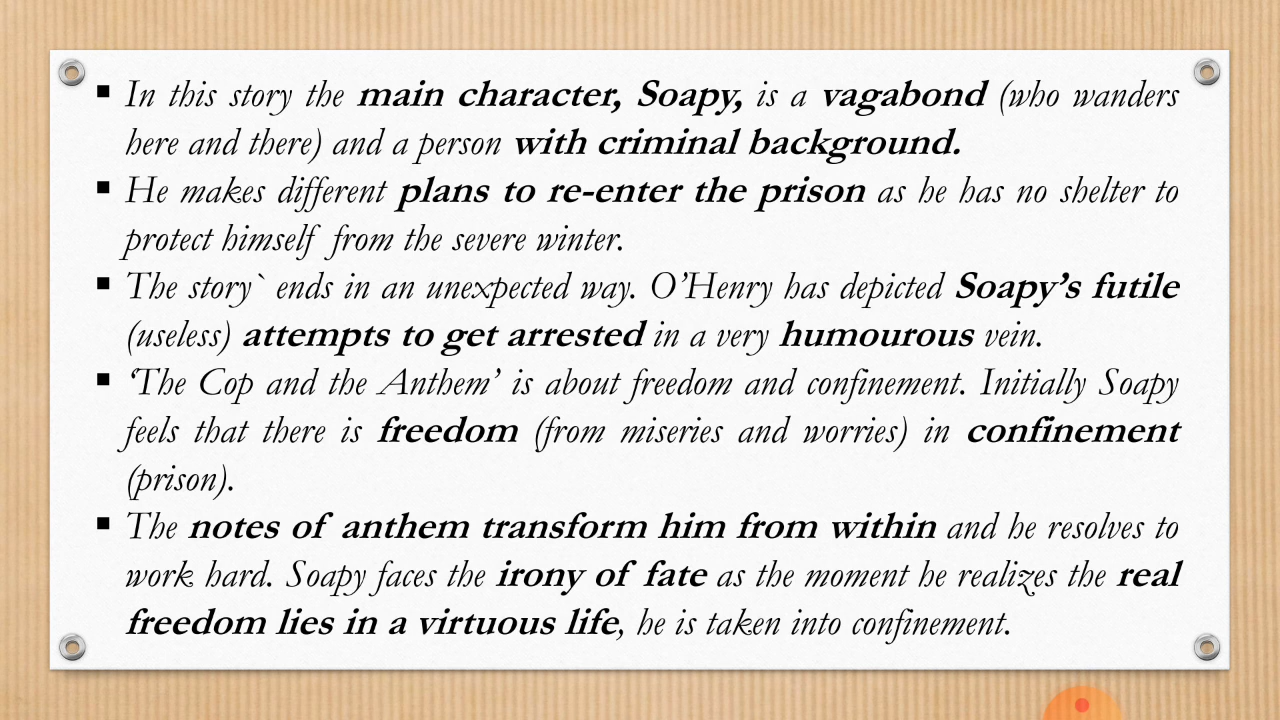 ▪ In this story the main character, Soapy, is a vagabond (who wanders
here and there) and a person with criminal background.
▪ He makes different plans to re-enter the prison as he has no shelter to
protect himself from the severe winter.
▪ The story` ends in an unexpected way. O’Henry has depicted Soapy’s futile
(useless) attempts to get arrested in a very humourous vein.
▪ ‘The Cop and the Anthem’ is about freedom and confinement. Initially Soapy
feels that there is freedom (from miseries and worries) in confinement
(prison).
▪ The notes of anthem transform him from within and he resolves to
work hard. Soapy faces the irony of fate as the moment he realizes the real
freedom lies in a virtuous life, he is taken into confinement.